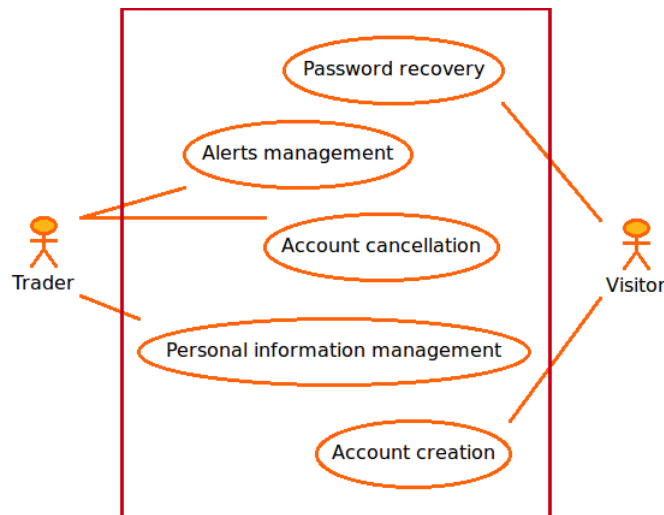 Password recovery
Alerts management
Account cancellation
Trader
Visitor
Personal information management
Account creation